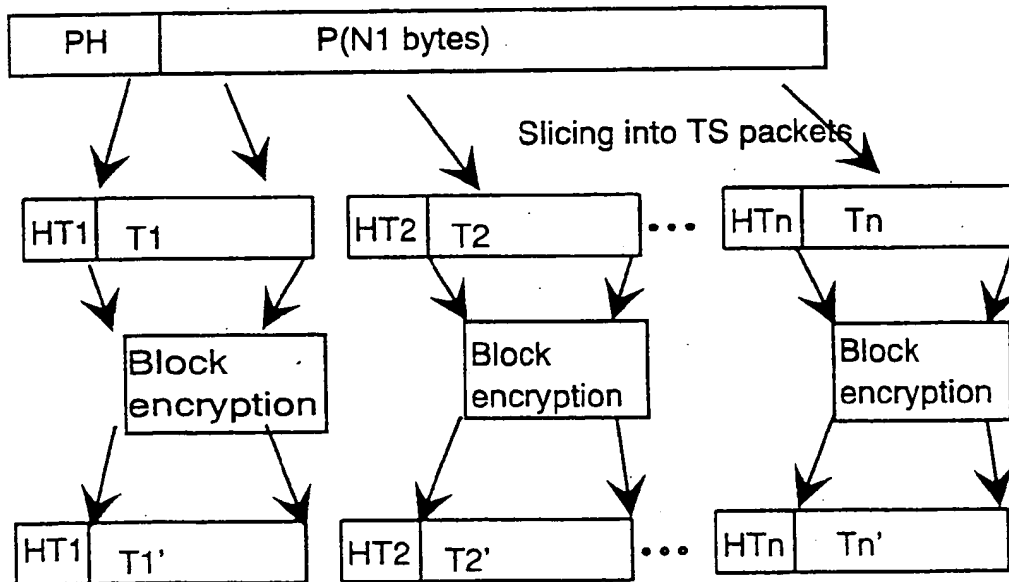 PH P(N1 bytes)
Slicing into TS packets
HT1 T1 HT2 T2 ••• HTn Tn
Block encryption
Block encryption
Block encryption
HT1 T1' HT2 T2' ••• HTn Tn'